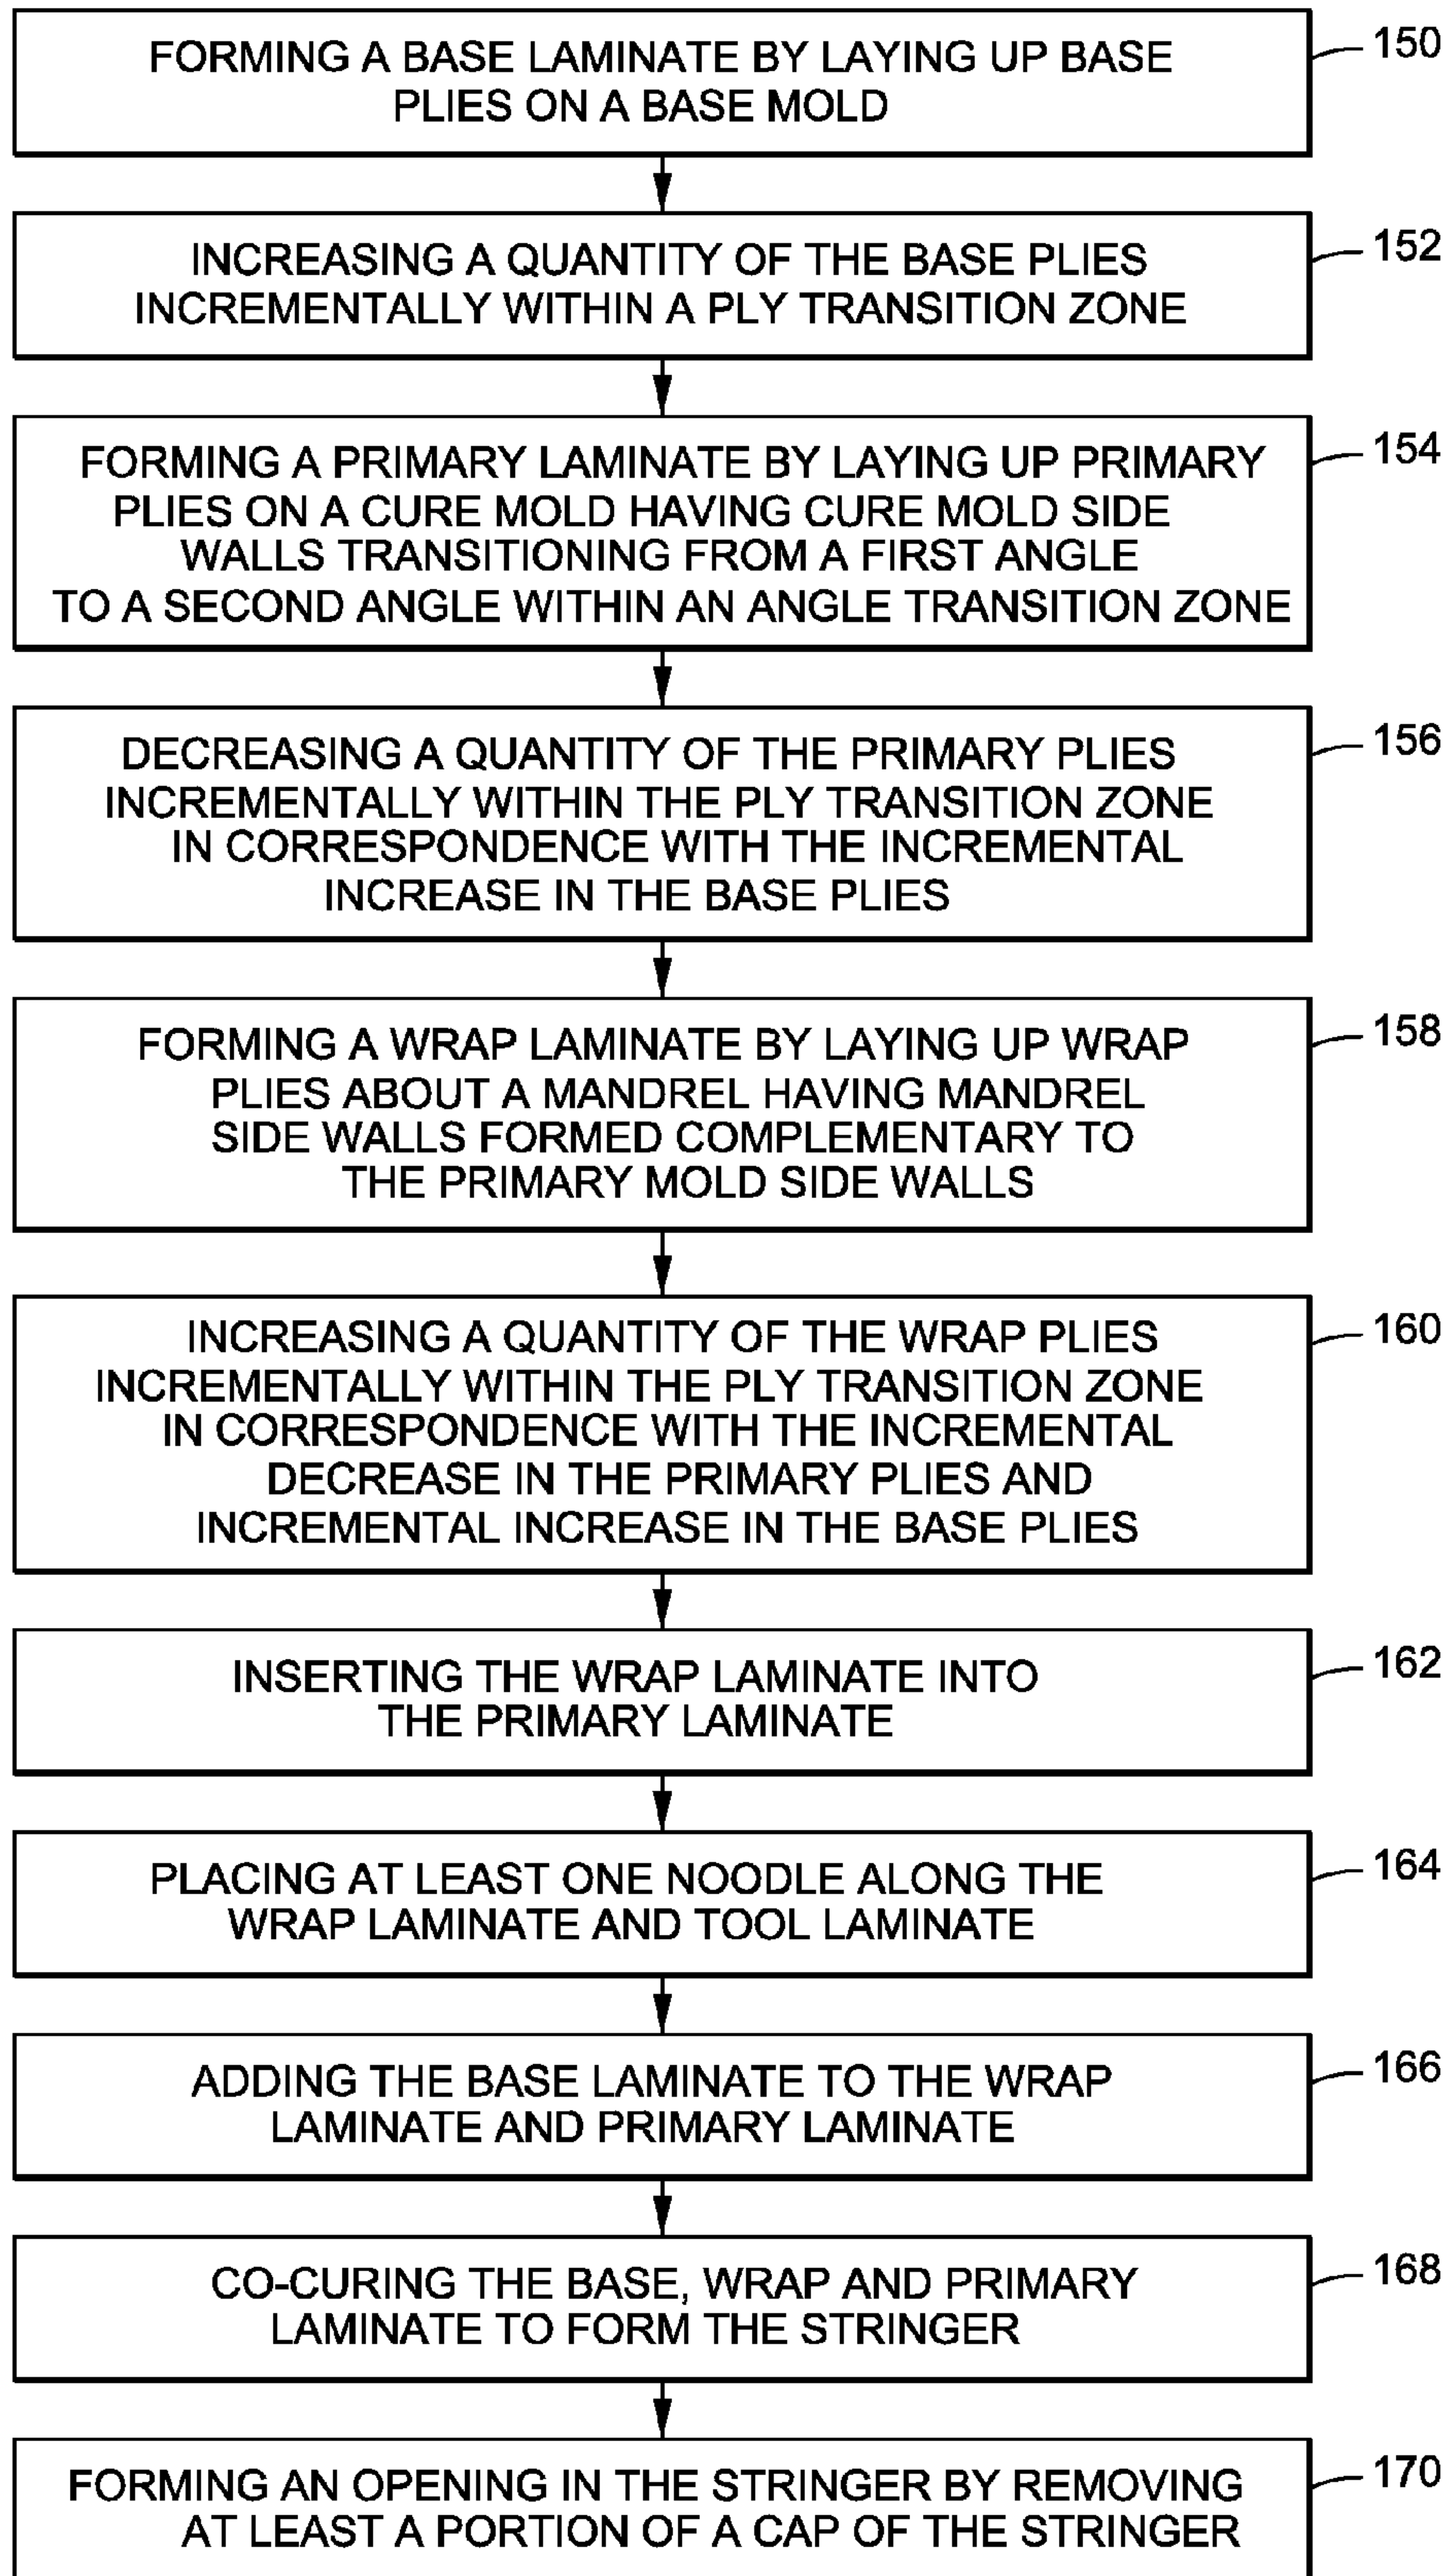 FORMING A BASE LAMINATE BY LAYING UP BASE
PLIES ON A BASE MOLD
150
INCREASING A QUANTITY OF THE BASE PLIES
INCREMENTALLY WITHIN A PLY TRANSITION ZONE
152
FORMING A PRIMARY LAMINATE BY LAYING UP PRIMARY
PLIES ON A CURE MOLD HAVING CURE MOLD SIDE
WALLS TRANSITIONING FROM A FIRST ANGLE
TO A SECOND ANGLE WITHIN AN ANGLE TRANSITION ZONE
154
DECREASING A QUANTITY OF THE PRIMARY PLIES
INCREMENTALLY WITHIN THE PLY TRANSITION ZONE
IN CORRESPONDENCE WITH THE INCREMENTAL
INCREASE IN THE BASE PLIES
156
FORMING A WRAP LAMINATE BY LAYING UP WRAP
PLIES ABOUT A MANDREL HAVING MANDREL
SIDE WALLS FORMED COMPLEMENTARY TO
THE PRIMARY MOLD SIDE WALLS
158
INCREASING A QUANTITY OF THE WRAP PLIES
INCREMENTALLY WITHIN THE PLY TRANSITION ZONE
IN CORRESPONDENCE WITH THE INCREMENTAL
DECREASE IN THE PRIMARY PLIES AND
INCREMENTAL INCREASE IN THE BASE PLIES
160
INSERTING THE WRAP LAMINATE INTO
THE PRIMARY LAMINATE
162
PLACING AT LEAST ONE NOODLE ALONG THE
WRAP LAMINATE AND TOOL LAMINATE
164
ADDING THE BASE LAMINATE TO THE WRAP
LAMINATE AND PRIMARY LAMINATE
166
CO-CURING THE BASE, WRAP AND PRIMARY
LAMINATE TO FORM THE STRINGER
168
FORMING AN OPENING IN THE STRINGER BY REMOVING
AT LEAST A PORTION OF A CAP OF THE STRINGER
170